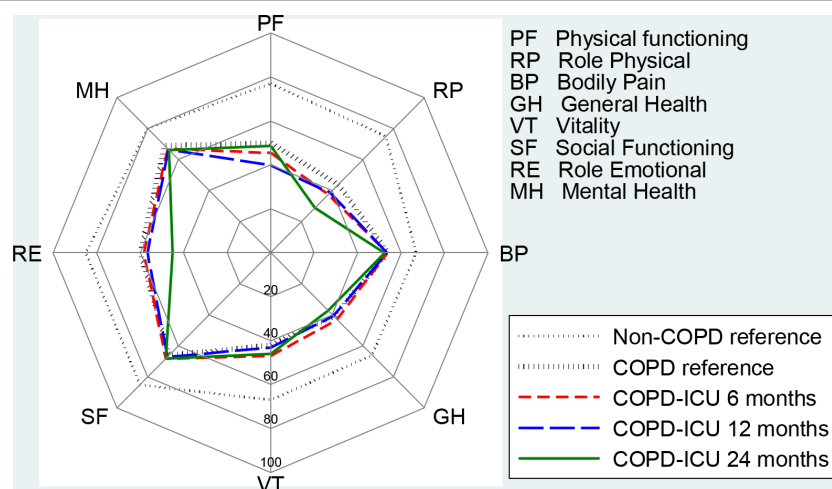 PF
MH
RP
RE
BP
SF
GH
VT
20
40
60
80
100
PF Physical functioning
RP Role Physical
BP Bodily Pain
GH General Health
VT Vitality
SF Social Functioning
RE Role Emotional
MH Mental Health
Non-COPD reference
COPD reference
COPD-ICU 6 months
COPD-ICU 12 months
COPD-ICU 24 months